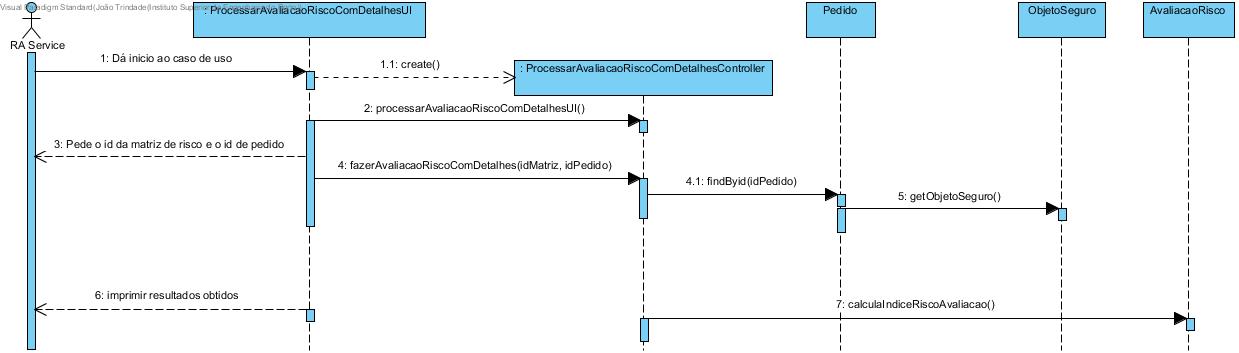 Visual Paradigm Standard(João Trindade(Instituto Superior
: ProcessarAvaliacaoRiscoComDetalhesUI
Pedido
ObjetoSeguro
AvaliacaoRisco
RA Service
1: Dá inicio ao caso de uso
1.1: create()
: ProcessarAvaliacaoRiscoComDetalhesController
2: processarAvaliacaoRiscoComDetalhesUI()
3: Pede o id da matriz de risco e o id de pedido
4: fazerAvaliacaoRiscoComDetalhes(idMatriz, idPedido)
4.1: findByid(idPedido)
5: getObjetoSeguro()
6: imprimir resultados obtidos
7: calculaIndiceRiscoAvaliacao()